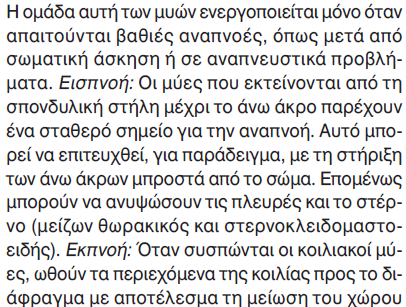 Η ομάδα αυτή των μυών ενεργοποιείται μόνο όταν
απαιτούνται βαθιές αναπνοές, όπως μετά από
σωματική άσκηση ή σε αναπνευστικά προβλή-
ματα. Εισπνοή: Οι μύες που εκτείνονται από τη
σπονδυλική στήλη μέχρι το άνω άκρο παρέχουν
ένα σταθερό σημείο για την αναπνοή. Αυτό μπο-
ρεί να επιτευχθεί, για παράδειγμα, με τη στήριξη
των άνω άκρων μπροστά από το σώμα. Επομένως
μπορούν να ανυψώσουν τις πλευρές και το στέρ-
νο (μείζων θωρακικός και στερνοκλειδομαστο-
ειδής). Εκπνοή: Όταν συσπώνται οι κοιλιακοί μύ-
ες, ωθούν τα περιεχόμενα της κοιλίας προς το δι-
άφραγμα με αποτέλεσμα τη μείωση του χώρου